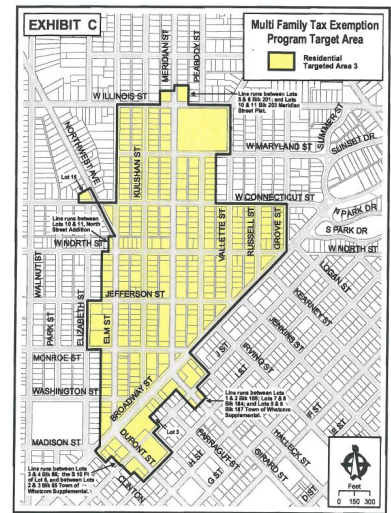 EXHIBIT C
Multi Family Tax Exemption
Program Target Area
Residential
Targeted Area 3
MERIDIAN ST
PEABODY ST
W ILLINOIS ST
Line runs between Lots
5 & 6 Blk 201; and Lots
10 & 11 Blk 203 Meridian
Street Plat.
NORTHWEST AVE
KULSHAN ST
SUMNER ST
W MARYLAND ST
SUNSET DR
Lot 15
W CONNECTICUT ST
Line runs between
Lots 10 & 11, North
Street Addition
VALLETTE ST
RUSSELL ST
GROVE ST
N PARK DR
S PARK DR
W NORTH ST
W NORTH ST
WALNUT ST
LOGAN ST
PARK ST
ELIZABETH ST
JEFFERSON ST
KEARNEY ST
ELM ST
JENKINS ST
IRVING ST
J ST
MONROE ST
WASHINGTON ST
BROADWAY ST
Line runs between Lots
1 & 2 Blk 185; Lots 7 & 8
Blk 184; and Lots 5 & 6
Blk 187 Town of Whatcom
Supplemental.
Lot 3
MADISON ST
DUPONT ST
HALLECK ST
FARRAGUT ST
GIRARD ST
H ST
G ST
D ST
Line runs between Lots
3 & 4 Blk 68; the S 10 Ft
of Lot 6, and between Lots
2 & 3 Blk 55 Town of
Whatcom Supplemental.
CLINTON
Feet
0 150 300